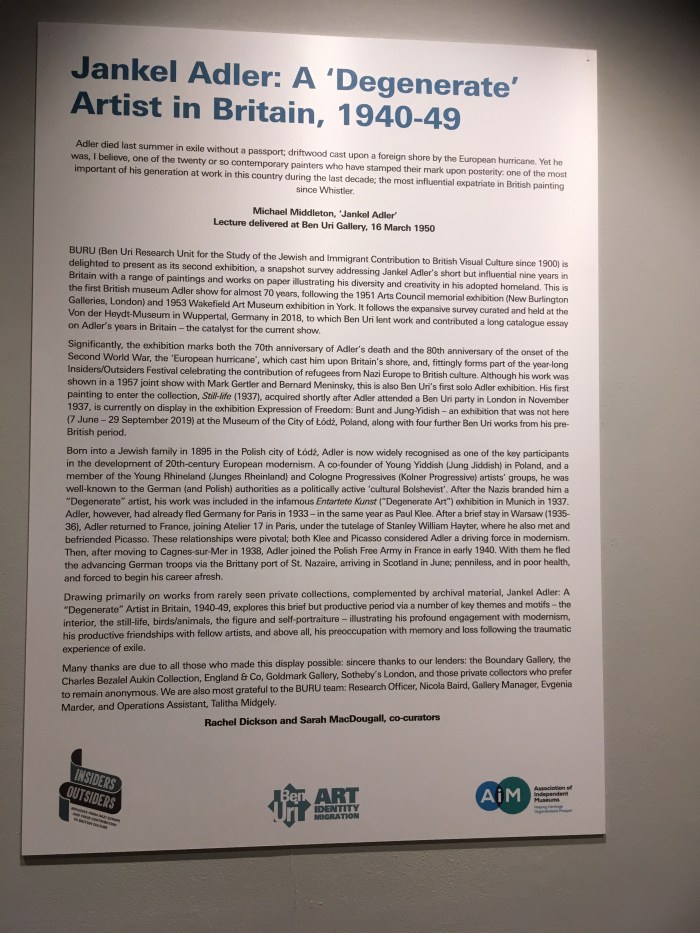 Jankel Adler: A ‘Degenerate’
Artist in Britain, 1940-49
Adler died last summer in exile without a passport; driftwood cast upon a foreign shore by the European hurricane. Yet he
was, I believe, one of the twenty or so contemporary painters who have stamped their mark upon posterity: one of the most
important of his generation at work in this country during the last decade; the most influential expatriate in British painting
since Whistler.
Michael Middleton, ‘Jankel Adler’
Lecture delivered at Ben Uri Gallery, 16 March 1950
BURU (Ben Uri Research Unit for the Study of the Jewish and Immigrant Contribution to British Visual Culture since 1900) is
delighted to present as its second exhibition, a snapshot survey addressing Jankel Adler's short but influential nine years in
Britain with a range of paintings and works on paper illustrating his diversity and creativity in his adopted homeland. This is
the first British museum Adler show for almost 70 years, following the 1951 Arts Council memorial exhibition (New Burlington
Galleries, London) and 1953 Wakefield Art Museum exhibition in York. It follows the expansive survey curated and held at the
Von der Heydt-Museum in Wuppertal, Germany in 2018, to which Ben Uri lent work and contributed a long catalogue essay
on Adler's years in Britain – the catalyst for the current show.
Significantly, the exhibition marks both the 70th anniversary of Adler's death and the 80th anniversary of the onset of the
Second World War, the 'European hurricane', which cast him upon Britain's shore, and, fittingly forms part of the year-long
Insiders/Outsiders Festival celebrating the contribution of refugees from Nazi Europe to British culture. Although his work was
shown in a 1957 joint show with Mark Gertler and Bernard Meninsky, this is also Ben Uri's first solo Adler exhibition. His first
painting to enter the collection, Still-life (1937), acquired shortly after Adler attended a Ben Uri party in London in November
1937, is currently on display in the exhibition Expression of Freedom: Bunt and Jung-Yidish – an exhibition that was not here
(7 June – 29 September 2019) at the Museum of the City of Łódź, Poland, along with four further Ben Uri works from his pre-
British period.
Born into a Jewish family in 1895 in the Polish city of Łódź, Adler is now widely recognised as one of the key participants
in the development of 20th-century European modernism. A co-founder of Young Yiddish (Jung Jiddish) in Poland, and a
member of the Young Rhineland (Junges Rheinland) and Cologne Progressives (Kolner Progressive) artists' groups, he was
well-known to the German (and Polish) authorities as a politically active 'cultural Bolshevist'. After the Nazis branded him a
"Degenerate" artist, his work was included in the infamous Entartete Kunst ("Degenerate Art") exhibition in Munich in 1937.
Adler, however, had already fled Germany for Paris in 1933 – in the same year as Paul Klee. After a brief stay in Warsaw (1935-
36), Adler returned to France, joining Atelier 17 in Paris, under the tutelage of Stanley William Hayter, where he also met and
befriended Picasso. These relationships were pivotal; both Klee and Picasso considered Adler a driving force in modernism.
Then, after moving to Cagnes-sur-Mer in 1938, Adler joined the Polish Free Army in France in early 1940. With them he fled
the advancing German troops via the Brittany port of St. Nazaire, arriving in Scotland in June; penniless, and in poor health,
and forced to begin his career afresh.
Drawing primarily on works from rarely seen private collections, complemented by archival material, Jankel Adler: A
"Degenerate" Artist in Britain, 1940-49, explores this brief but productive period via a number of key themes and motifs – the
interior, the still-life, birds/animals, the figure and self-portraiture – illustrating his profound engagement with modernism,
his productive friendships with fellow artists, and above all, his preoccupation with memory and loss following the traumatic
experience of exile.
Many thanks are due to all those who made this display possible: sincere thanks to our lenders: the Boundary Gallery, the
Charles Bezalel Aukin Collection, England & Co, Goldmark Gallery, Sotheby's London, and those private collectors who prefer
to remain anonymous. We are also most grateful to the BURU team: Research Officer, Nicola Baird, Gallery Manager, Evgenia
Marder, and Operations Assistant, Talitha Midgely.
Rachel Dickson and Sarah MacDougall, co-curators
INSIDERS
OUTSIDERS
Ben
Uri
ART
IDENTITY
MIGRATION
AiM
Association of
Independent
Museums